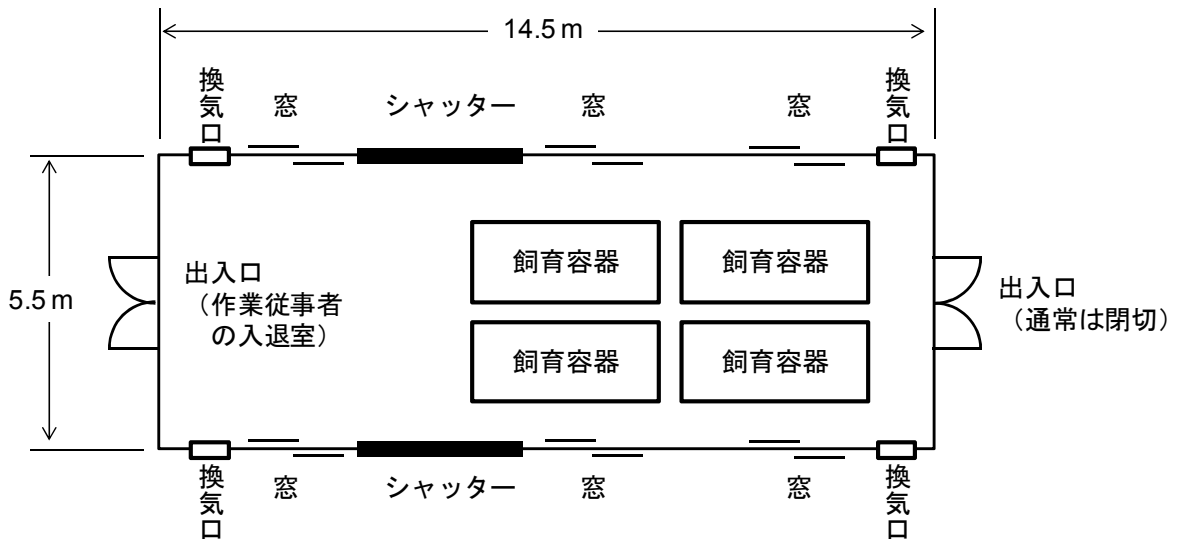 14.5 m
換気口
窓
シャッター
窓
窓
換気口
5.5 m
出入口
（作業従事者
の入退室）
飼育容器
飼育容器
飼育容器
飼育容器
出入口
（通常は閉切）
換気口
窓
シャッター
窓
窓
換気口